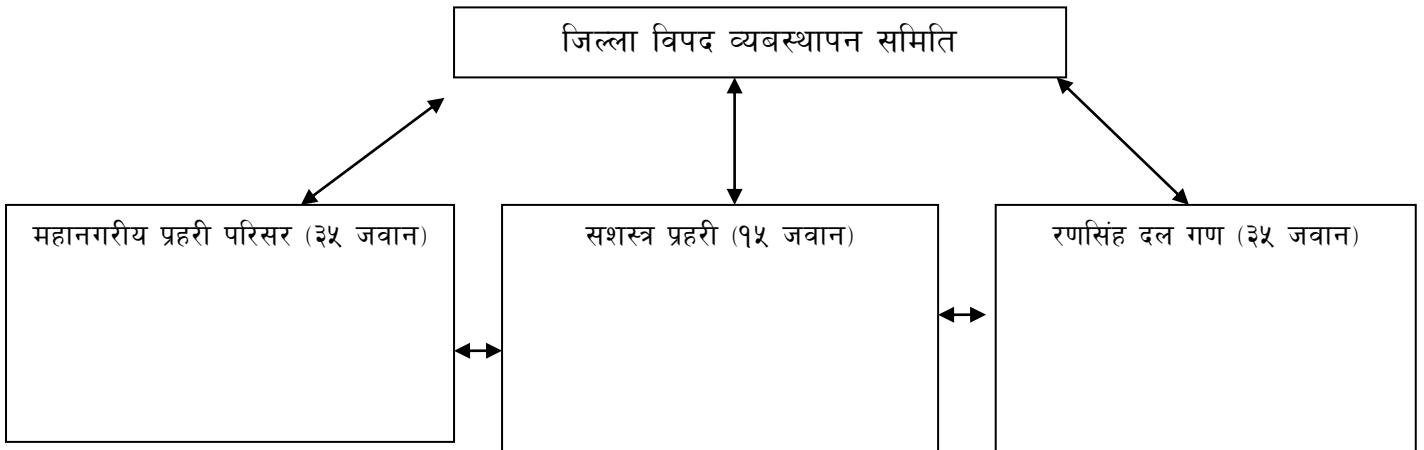 जिल्ला विपद व्यबस्थापन समिति
महानगरीय प्रहरी परिसर (३५ जवान)
सशस्त्र प्रहरी (१५ जवान)
रणसिंह दल गण (३५ जवान)